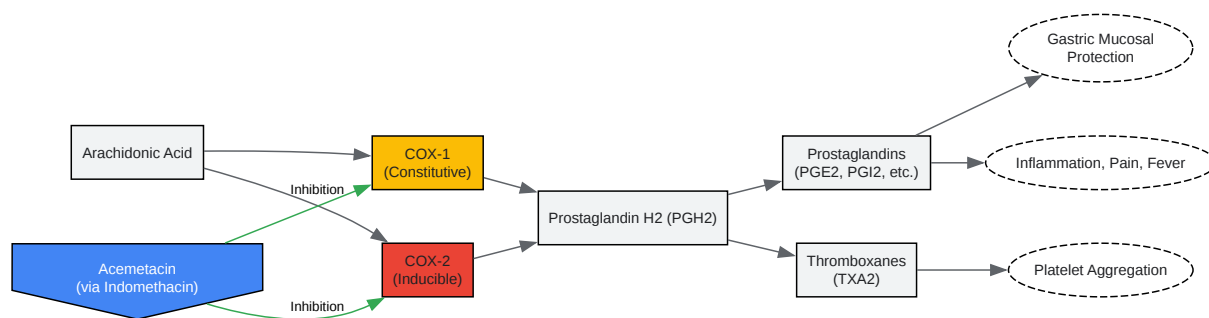 Gastric Mucosal
Protection
Arachidonic Acid
COX-1
(Constitutive)
Prostaglandins
(PGE2, PGI2, etc.)
Inflammation, Pain, Fever
Inhibition
Prostaglandin H2 (PGH2)
Acemetacin
(via Indomethacin)
COX-2
(Inducible)
Thromboxanes
(TXA2)
Platelet Aggregation
Inhibition